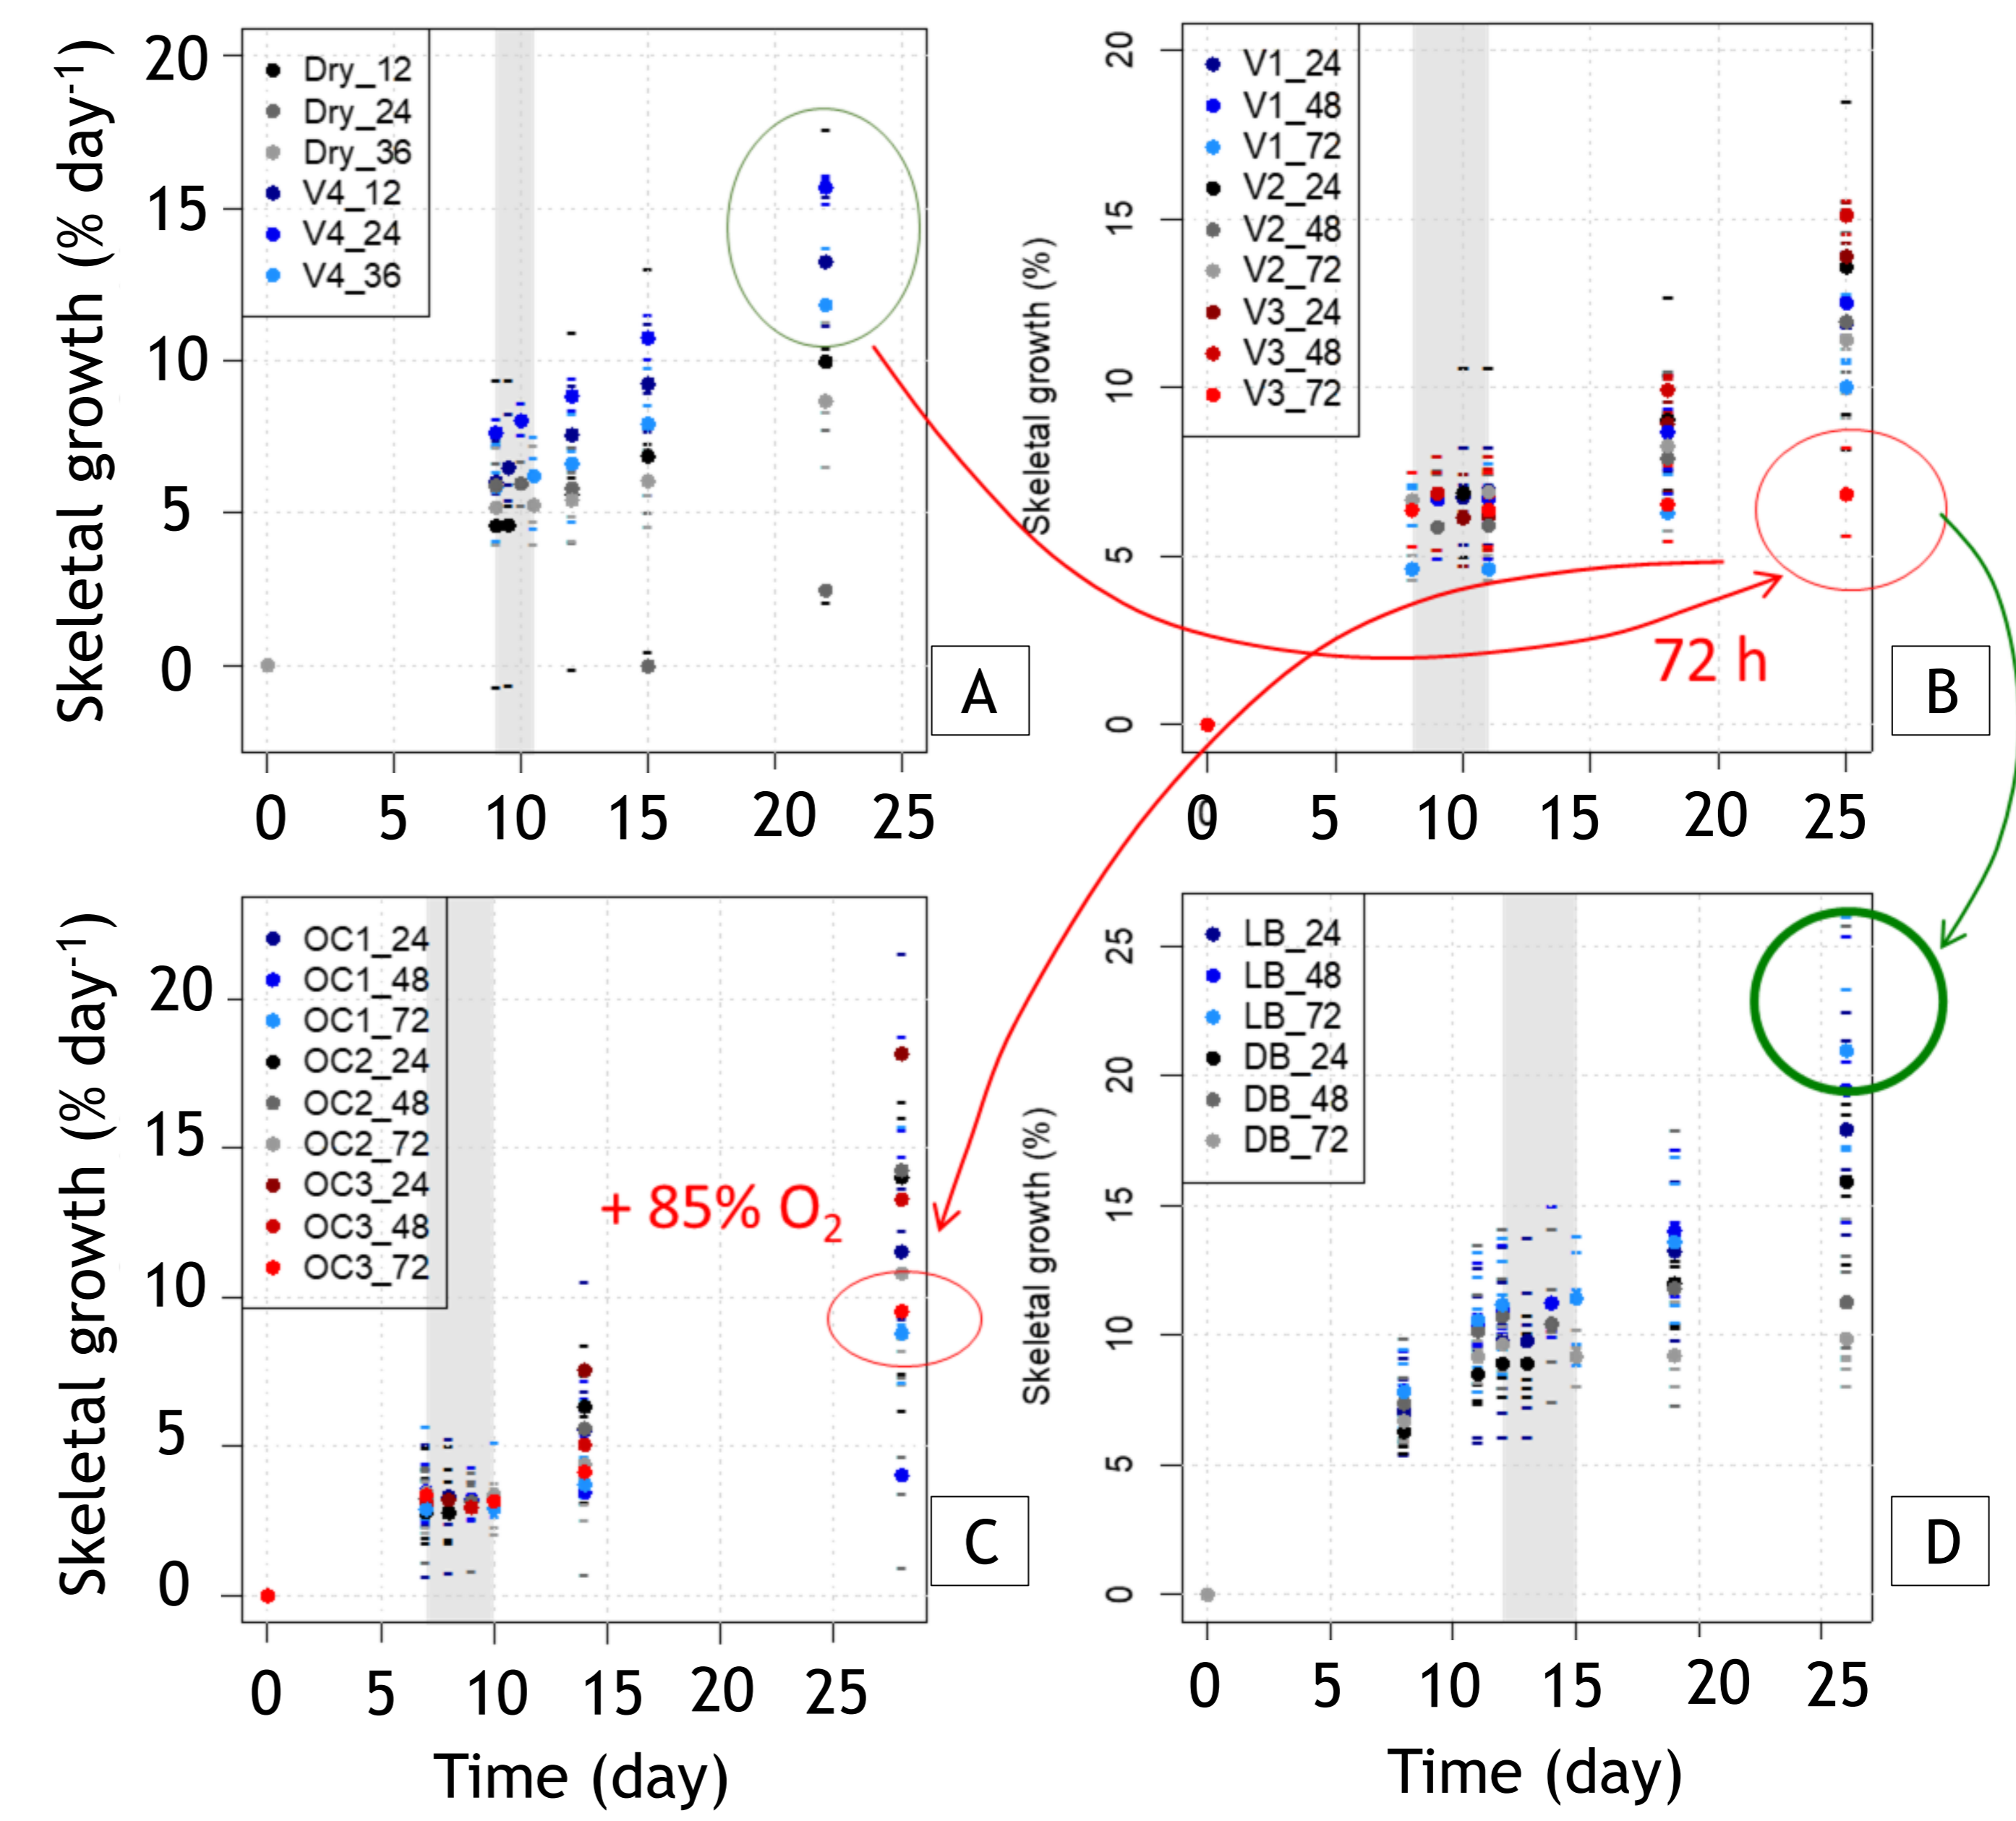 Skeletal growth (% day-1)
20
15
10
5
0
Dry_12
Dry_24
Dry_36
V4_12
V4_24
V4_36
A
0 5 10 15 20 25
Skeletal growth (%)
20
15
10
5
0
V1_24
V1_48
V1_72
V2_24
V2_48
V2_72
V3_24
V3_48
V3_72
72 h
B
0 5 10 15 20 25
Skeletal growth (% day-1)
20
15
10
5
0
OC1_24
OC1_48
OC1_72
OC2_24
OC2_48
OC2_72
OC3_24
OC3_48
OC3_72
+ 85% O2
C
0 5 10 15 20 25
Time (day)
Skeletal growth (%)
25
20
15
10
5
0
LB_24
LB_48
LB_72
DB_24
DB_48
DB_72
D
0 5 10 15 20 25
Time (day)